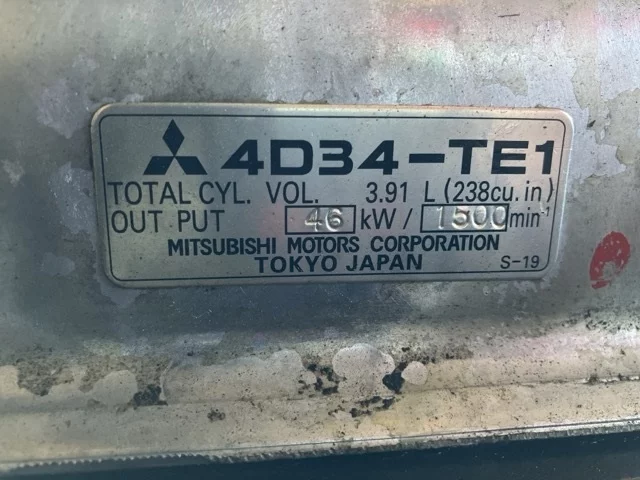 4D34-TE1
TOTAL CYL. VOL. 3.91 L (238cu. in)
OUT PUT 46 kW / 1500 min⁻¹
MITSUBISHI MOTORS CORPORATION
TOKYO JAPAN
S-19